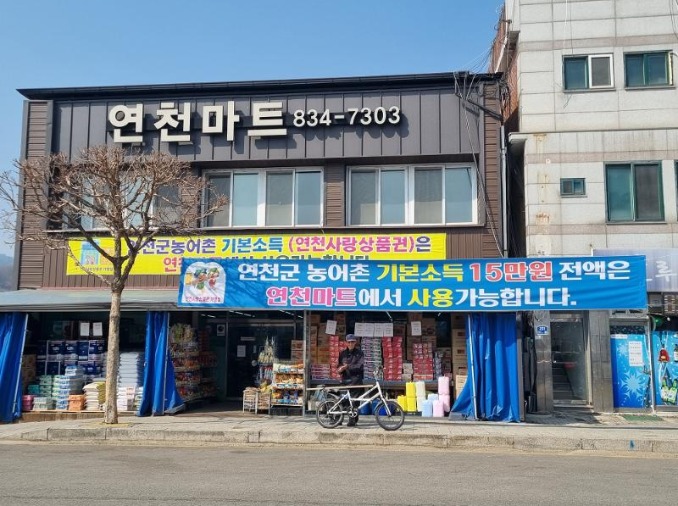 연천마트 834-7303
연천군농어촌 기본소득 (연천사랑상품권)은
연천군 농어촌 기본소득 15만원 전액은
연천마트에서 사용가능합니다.
루